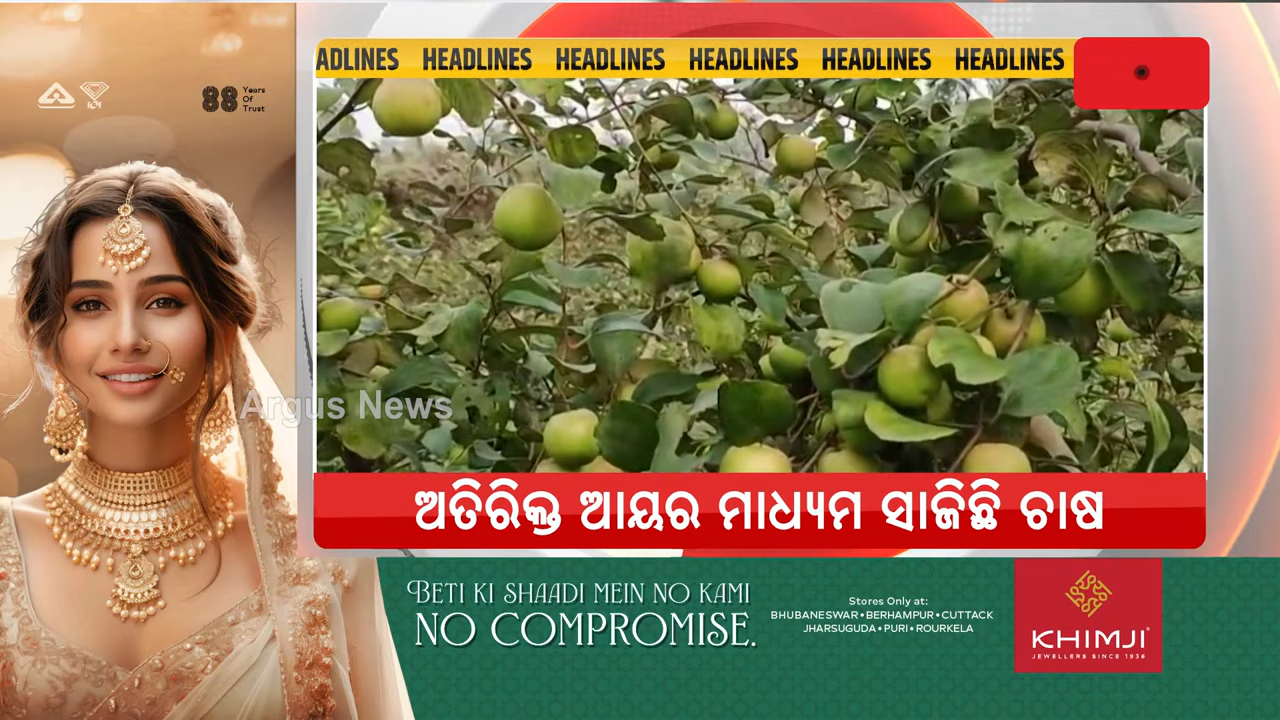 ADLINES HEADLINES HEADLINES HEADLINES HEADLINES HEADLINES
88 Years
Of
Trust
Argus News
ଅତିରିକ୍ତ ଆୟର ମାଧ୍ୟମ ସାଜିଛି ଚାଷ
BETI KI SHAADI MEIN NO KAMI
NO COMPROMISE.
Stores Only at:
BHUBANESWAR • BERHAMPUR • CUTTACK
JHARSUGUDA • PURI • ROURKELA
KHIMJI
JEWELLERS SINCE 1936